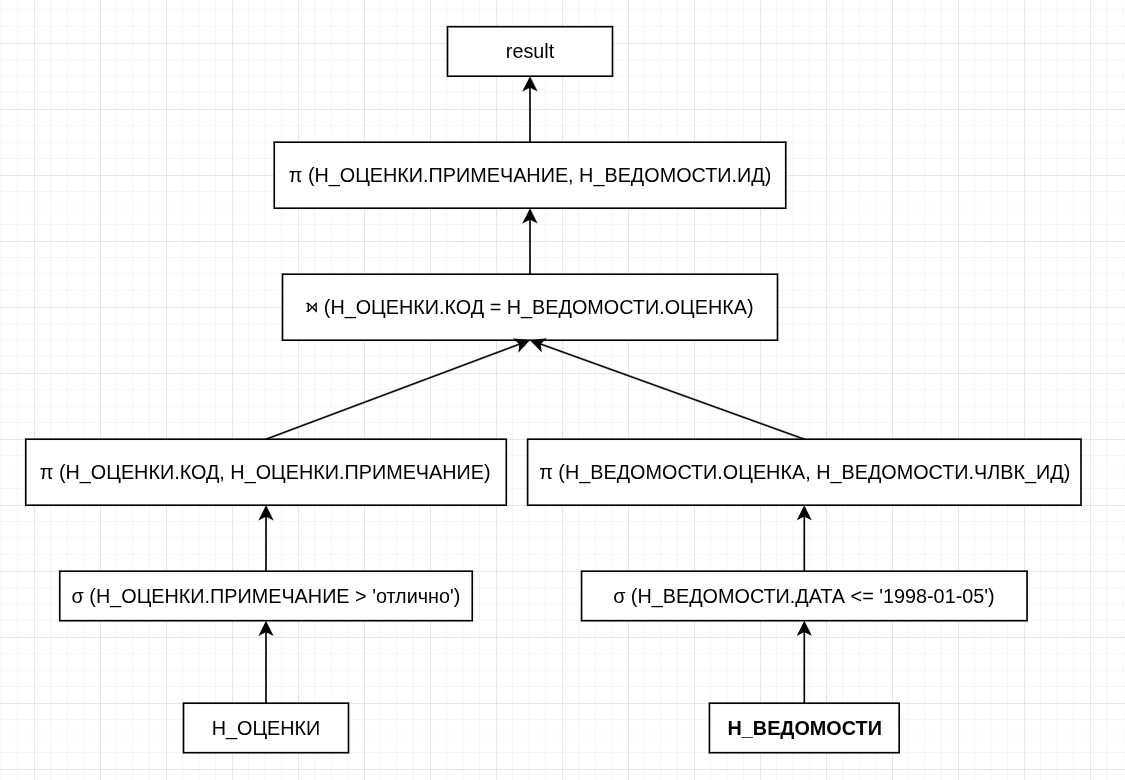 result
π (Н_ОЦЕНКИ.ПРИМЕЧАНИЕ, Н_ВЕДОМОСТИ.ИД)
⋈ (Н_ОЦЕНКИ.КОД = Н_ВЕДОМОСТИ.ОЦЕНКА)
π (Н_ОЦЕНКИ.КОД, Н_ОЦЕНКИ.ПРИМЕЧАНИЕ)
π (Н_ВЕДОМОСТИ.ОЦЕНКА, Н_ВЕДОМОСТИ.ЧЛВК_ИД)
σ (Н_ОЦЕНКИ.ПРИМЕЧАНИЕ > 'отлично')
σ (Н_ВЕДОМОСТИ.ДАТА <= '1998-01-05')
Н_ОЦЕНКИ
Н_ВЕДОМОСТИ